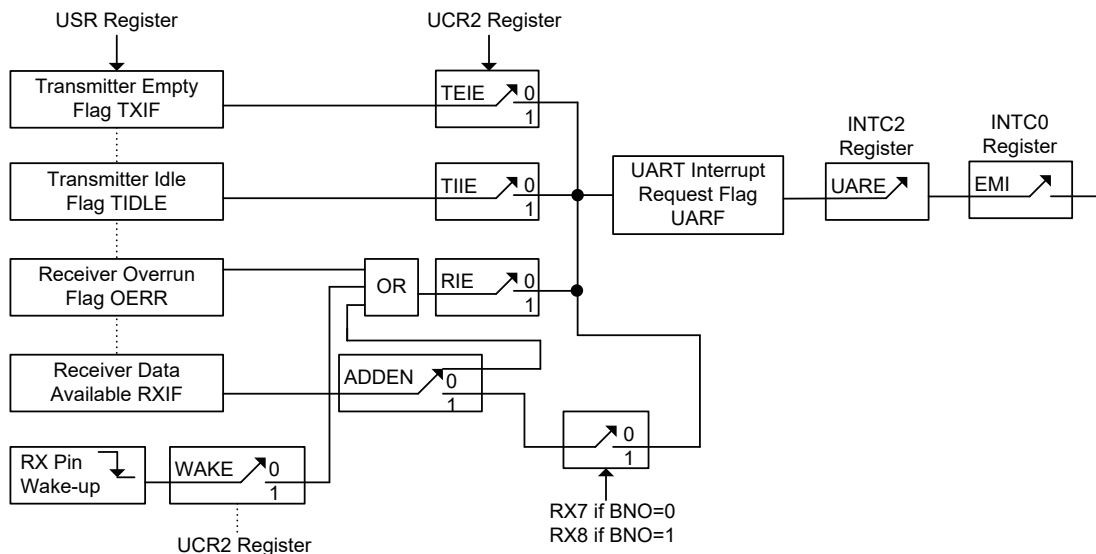 USR Register
UCR2 Register
Transmitter Empty
Flag TXIF
TEIE
0
1
INTC2
Register
INTC0
Register
Transmitter Idle
Flag TIDLE
TIIE
0
1
UART Interrupt
Request Flag
UARF
UARE
EMI
Receiver Overrun
Flag OERR
OR
RIE
0
1
Receiver Data
Available RXIF
ADDEN
0
1
0
1
RX Pin
Wake-up
WAKE
0
1
RX7 if BNO=0
RX8 if BNO=1
UCR2 Register